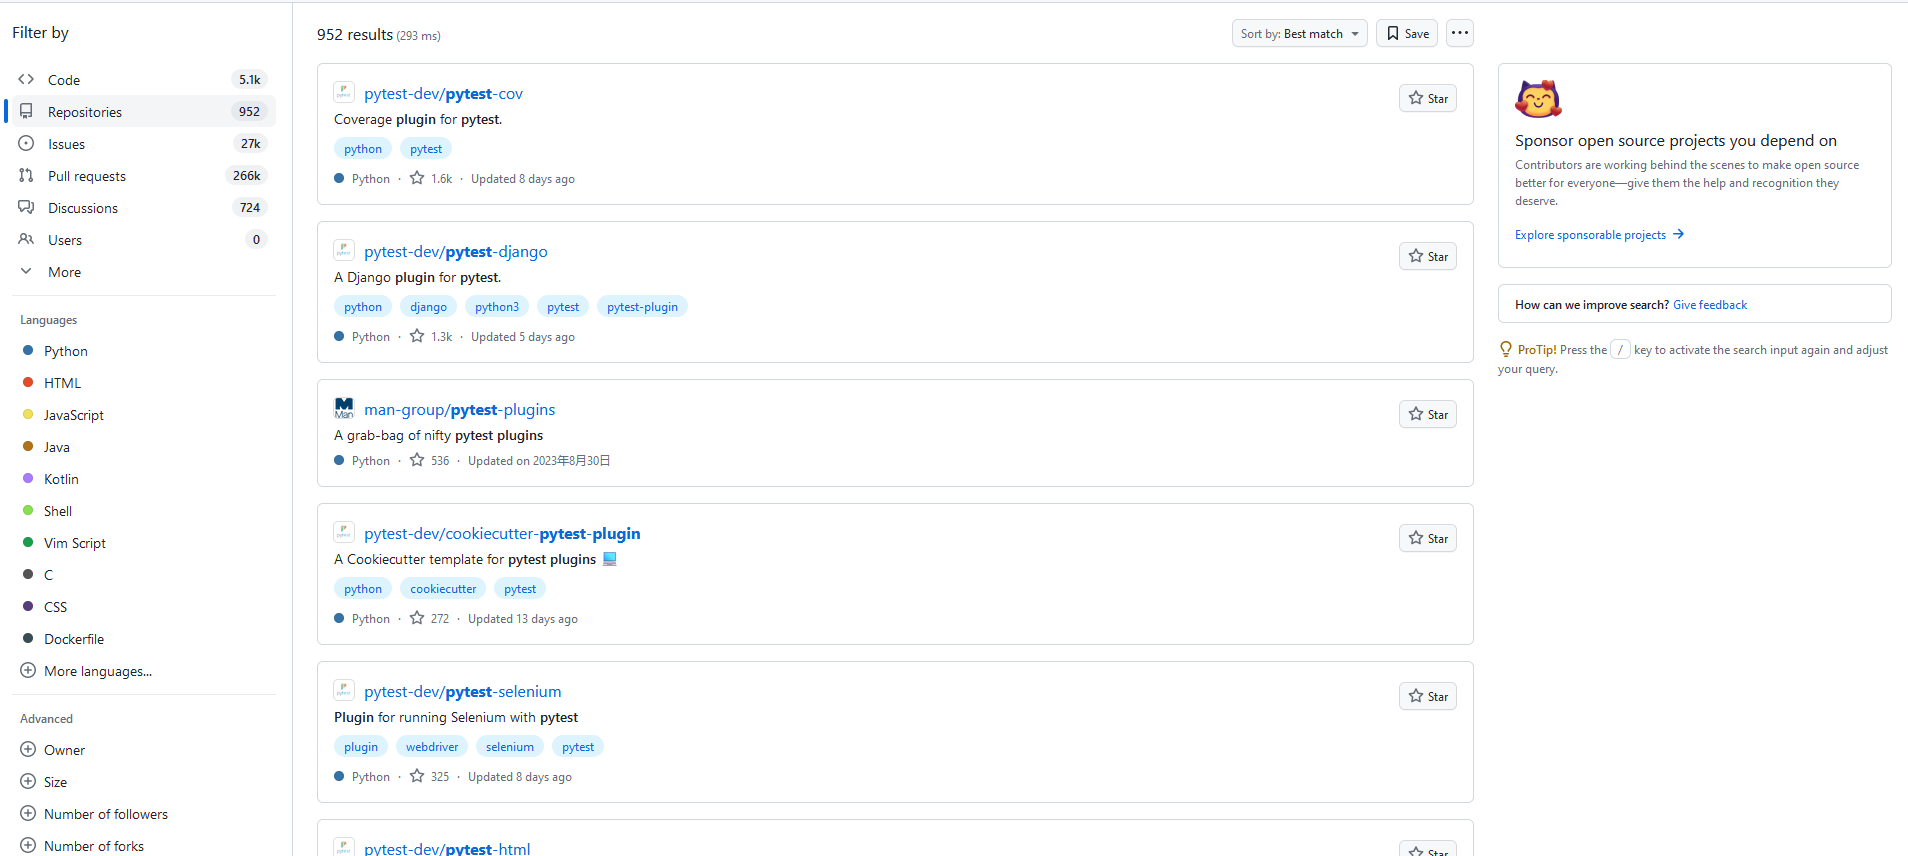 Filter by
Code 5.1k
Repositories 952
Issues 27k
Pull requests 266k
Discussions 724
Users 0
More
Languages
Python
HTML
JavaScript
Java
Kotlin
Shell
Vim Script
C
CSS
Dockerfile
More languages...
Advanced
Owner
Size
Number of followers
Number of forks
952 results (293 ms)
Sort by: Best match
Save
pytest-dev/pytest-cov
Star
Coverage plugin for pytest.
python pytest
Python · 1.6k · Updated 8 days ago
pytest-dev/pytest-django
Star
A Django plugin for pytest.
python django python3 pytest pytest-plugin
Python · 1.3k · Updated 5 days ago
Man
man-group/pytest-plugins
Star
A grab-bag of nifty pytest plugins
Python · 536 · Updated on 2023年8月30日
pytest-dev/cookiecutter-pytest-plugin
Star
A Cookiecutter template for pytest plugins
python cookiecutter pytest
Python · 272 · Updated 13 days ago
pytest-dev/pytest-selenium
Star
Plugin for running Selenium with pytest
plugin webdriver selenium pytest
Python · 325 · Updated 8 days ago
pytest-dev/pytest-html
Star
Sponsor open source projects you depend on
Contributors are working behind the scenes to make open source
better for everyone—give them the help and recognition they
deserve.
Explore sponsorable projects →
How can we improve search? Give feedback
ProTip! Press the / key to activate the search input again and adjust
your query.